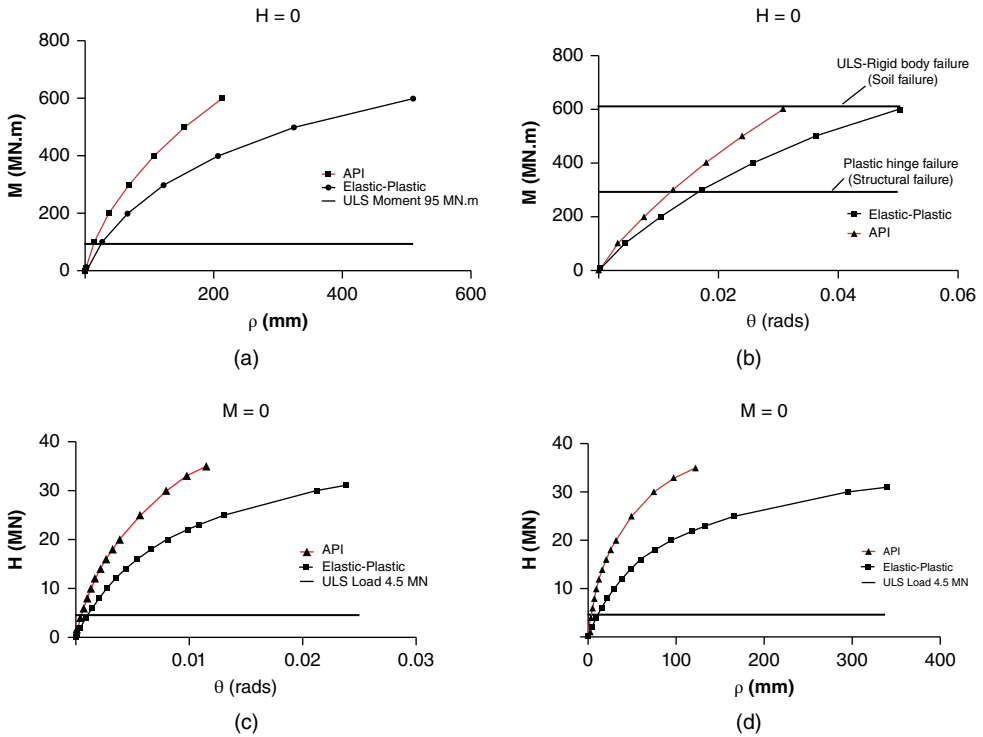 H = 0
800
600
400
200
0
M (MN.m)
API
Elastic-Plastic
ULS Moment 95 MN.m
200
400
600
ρ (mm)
(a)
H = 0
800
600
400
200
0
M (MN.m)
ULS-Rigid body failure
(Soil failure)
Plastic hinge failure
(Structural failure)
Elastic-Plastic
API
0.02
0.04
0.06
θ (rads)
(b)
M = 0
40
30
20
10
0
H (MN)
API
Elastic-Plastic
ULS Load 4.5 MN
0
0.01
0.02
0.03
θ (rads)
(c)
M = 0
40
30
20
10
0
H (MN)
API
Elastic-Plastic
ULS Load 4.5 MN
0
100
200
300
400
ρ (mm)
(d)